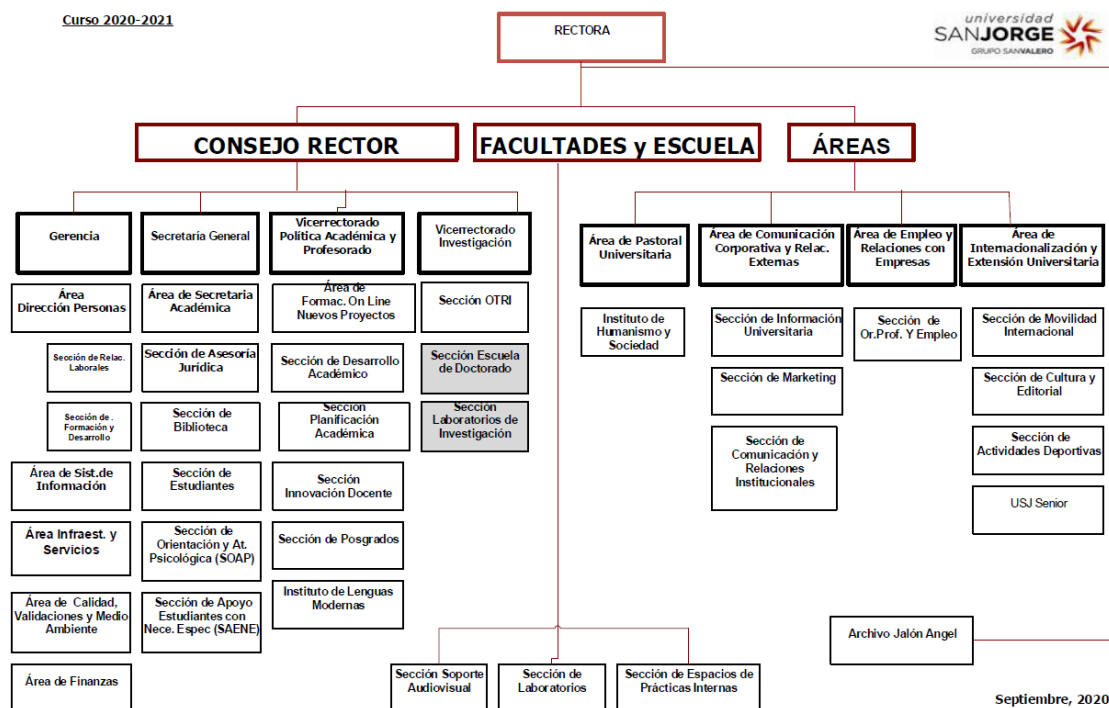 Curso 2020-2021
RECTORA
universidad
SANJORGE
GRUPO SANVALERO
CONSEJO RECTOR
FACULTADES y ESCUELA
ÁREAS
Gerencia
Secretaría General
Vicerrectorado
Política Académica y
Profesorado
Vicerrectorado
Investigación
Área de Pastoral
Universitaria
Área de Comunicación
Corporativa y Relac.
Externas
Área de Empleo y
Relaciones con
Empresas
Área de
Internacionalización y
Extensión Universitaria
Área
Dirección Personas
Área de Secretaria
Académica
Área de
Formac. On Line
Nuevos Proyectos
Sección OTRI
Instituto de
Humanismo y
Sociedad
Sección de Información
Universitaria
Sección de
Or.Prof. Y Empleo
Sección de Movilidad
Internacional
Sección de Relac.
Laborales
Sección de Asesoría
Jurídica
Sección de Desarrollo
Académico
Sección Escuela
de Doctorado
Sección de Marketing
Sección de Cultura y
Editorial
Sección de .
Formación y
Desarrollo
Sección de
Biblioteca
Sección
Planificación
Académica
Sección
Laboratorios de
Investigación
Sección de
Comunicación y
Relaciones
Institucionales
Sección de
Actividades Deportivas
Área de Sist.de
Información
Sección de
Estudiantes
Sección
Innovación Docente
USJ Senior
Área Infraest. y
Servicios
Sección de
Orientación y At.
Psicológica (SOAP)
Sección de Posgrados
Área de Calidad,
Validaciones y Medio
Ambiente
Sección de Apoyo
Estudiantes con
Nece. Espec (SAENE)
Instituto de Lenguas
Modernas
Archivo Jalón Angel
Área de Finanzas
Sección Soporte
Audiovisual
Sección de
Laboratorios
Sección de Espacios de
Prácticas Internas
Septiembre, 2020